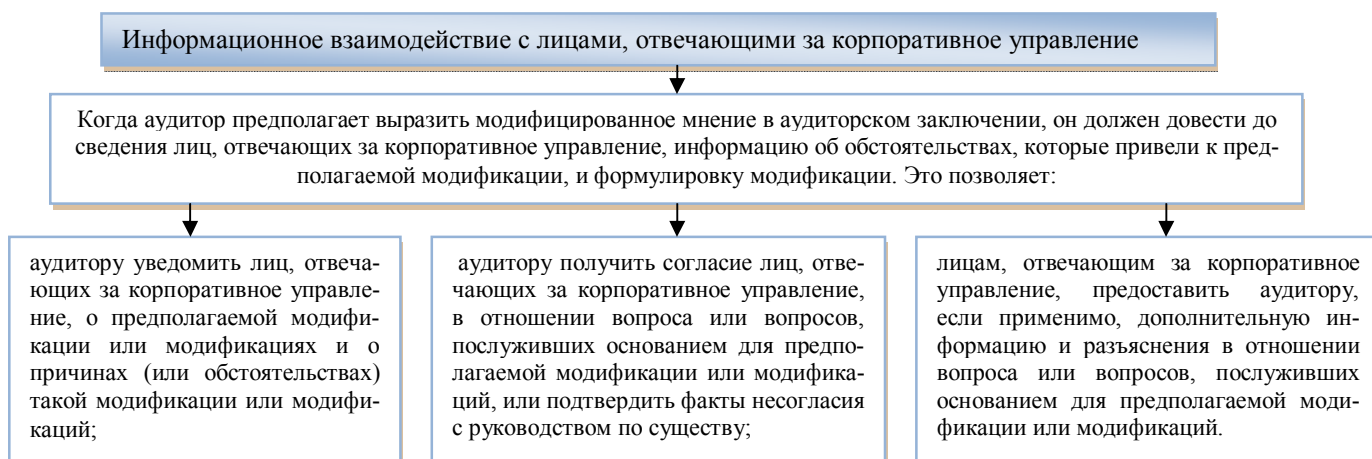 Информационное взаимодействие с лицами, отвечающими за корпоративное управление
Когда аудитор предполагает выразить модифицированное мнение в аудиторском заключении, он должен довести до
сведения лиц, отвечающих за корпоративное управление, информацию об обстоятельствах, которые привели к пред-
полагаемой модификации, и формулировку модификации. Это позволяет:
аудитору уведомить лиц, отвеча-
ющих за корпоративное управле-
ние, о предполагаемой модифи-
кации или модификациях и о
причинах (или обстоятельствах)
такой модификации или модифи-
каций;
аудитору получить согласие лиц, отве-
чающих за корпоративное управление,
в отношении вопроса или вопросов,
послуживших основанием для предпо-
лагаемой модификации или модифика-
ций, или подтвердить факты несогласия
с руководством по существу;
лицам, отвечающим за корпоративное
управление, предоставить аудитору,
если применимо, дополнительную ин-
формацию и разъяснения в отношении
вопроса или вопросов, послуживших
основанием для предполагаемой моди-
фикации или модификаций.